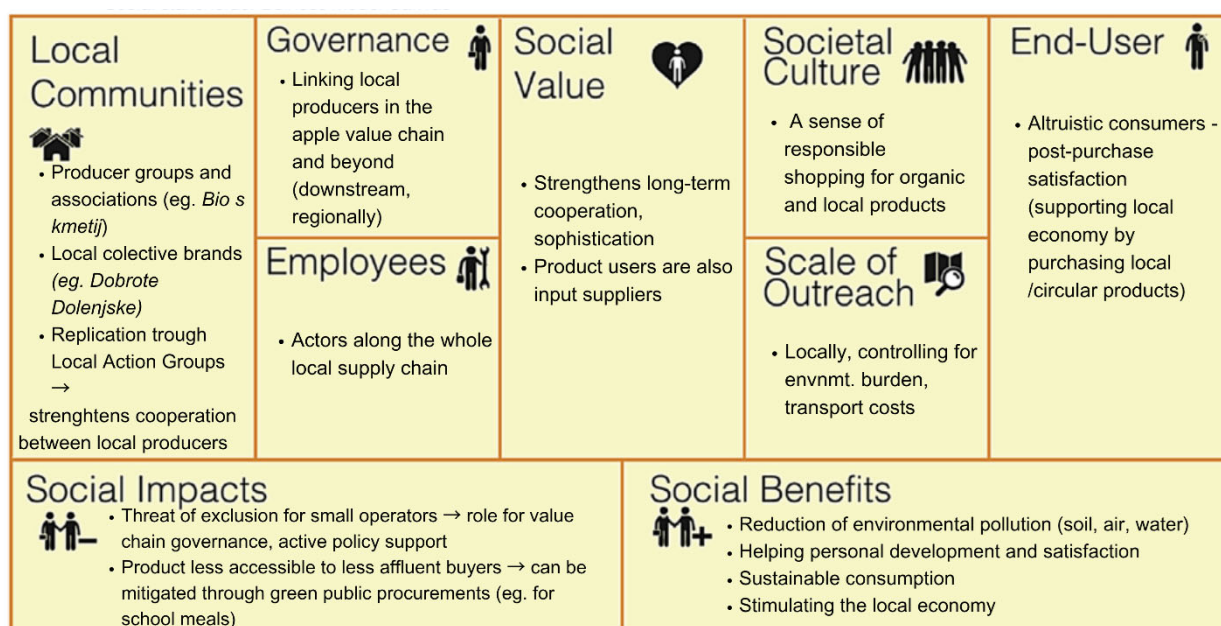 Local
Communities
• Producer groups and
associations (eg. Bio s
kmetij)
• Local colective brands
(eg. Dobrote
Dolenjske)
• Replication trough
Local Action Groups
→
strenghtens cooperation
between local producers
Governance
• Linking local
producers in the
apple value chain
and beyond
(downstream,
regionally)
Employees
• Actors along the whole
local supply chain
Social
Value
• Strengthens long-term
cooperation,
sophistication
• Product users are also
input suppliers
Societal
Culture
• A sense of
responsible
shopping for organic
and local products
Scale of
Outreach
• Locally, controlling for
envnmt. burden,
transport costs
End-User
• Altruistic consumers -
post-purchase
satisfaction
(supporting local
economy by
purchasing local
/circular products)
Social Impacts
• Threat of exclusion for small operators → role for value
chain governance, active policy support
• Product less accessible to less affluent buyers → can be
mitigated through green public procurements (eg. for
school meals)
Social Benefits
• Reduction of environmental pollution (soil, air, water)
• Helping personal development and satisfaction
• Sustainable consumption
• Stimulating the local economy